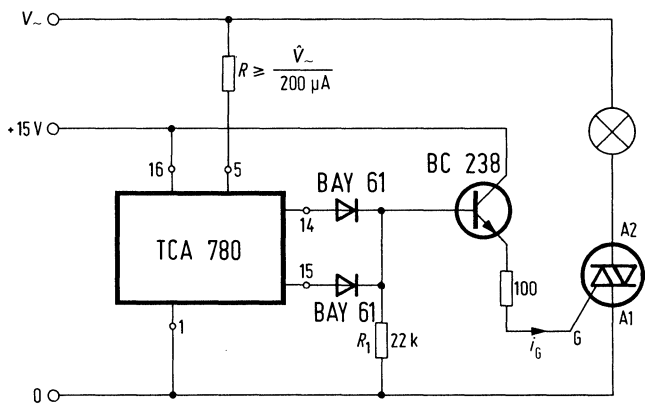 V~
R ≥ V̂~ / 200 µA
+15 V
16
5
BAY 61
BC 238
TCA 780
14
A2
15
BAY 61
100
A1
1
R₁
22 k
i_G
G
0